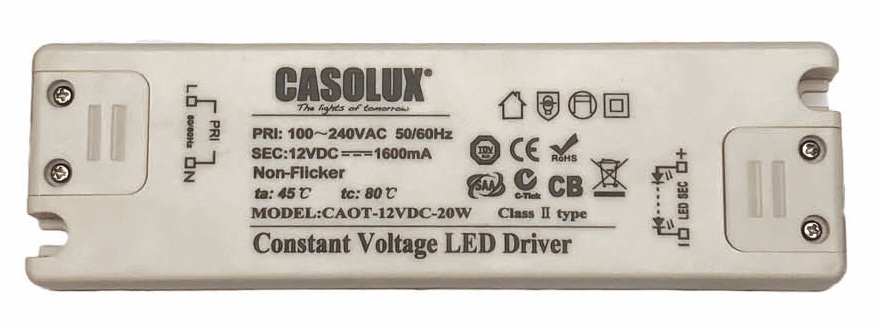 CASOLUX®
The lights of tomorrow
PRI: 100~240VAC 50/60Hz
SEC:12VDC⎓1600mA
Non-Flicker
ta: 45℃ tc: 80℃
MODEL:CAOT-12VDC-20W Class II type
Constant Voltage LED Driver
L
PRI
50/60Hz
N
CE
RoHS
SAA
C-Tick
CB
+
LED SEC
-